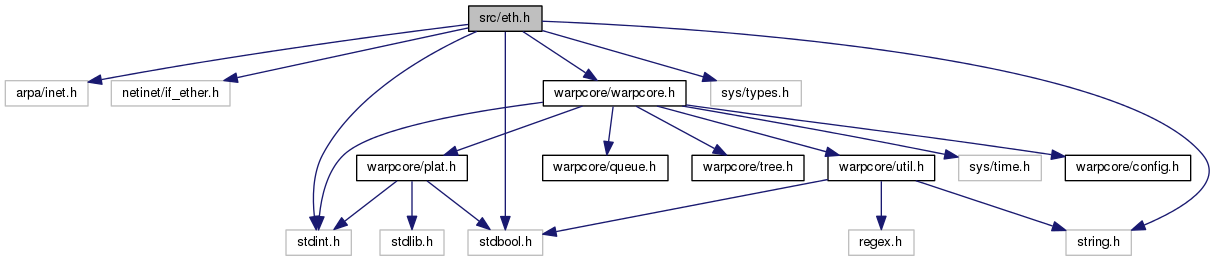 src/eth.h
arpa/inet.h
netinet/if_ether.h
warpcore/warpcore.h
sys/types.h
warpcore/plat.h
warpcore/queue.h
warpcore/tree.h
warpcore/util.h
sys/time.h
warpcore/config.h
stdint.h
stdlib.h
stdbool.h
regex.h
string.h